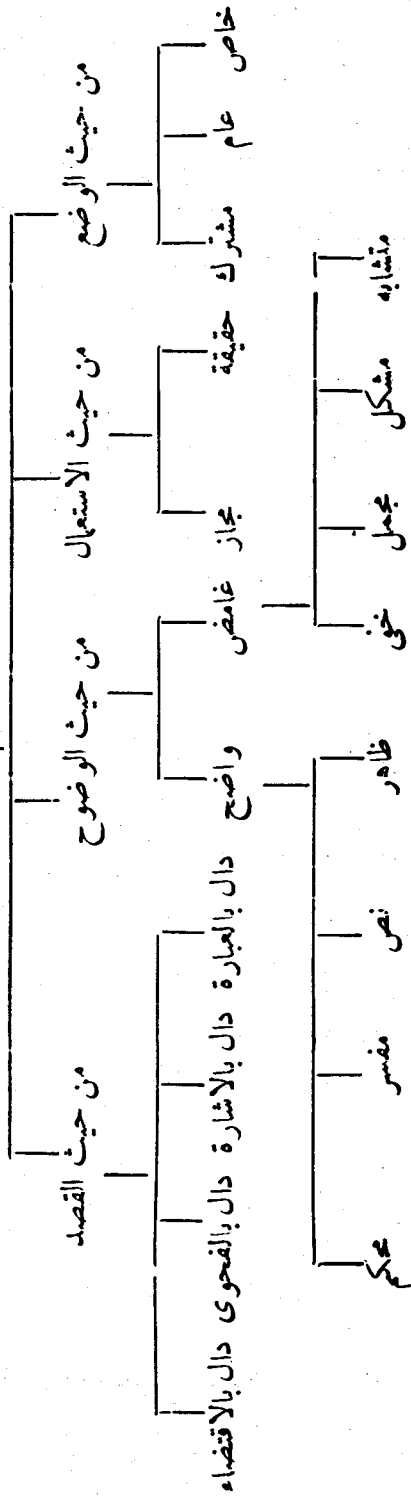 من حيث الوضع من حيث الاستعمال من حيث الوضوح من حيث القصد
خاص عام مشترك حقيقة مجاز غامض واضح دال بالعبارة دال بالاشارة دال بالفحوى دال بالاقتضاء
متشابه مشكل مجمل خفى ظاهر نص مفسر محكم